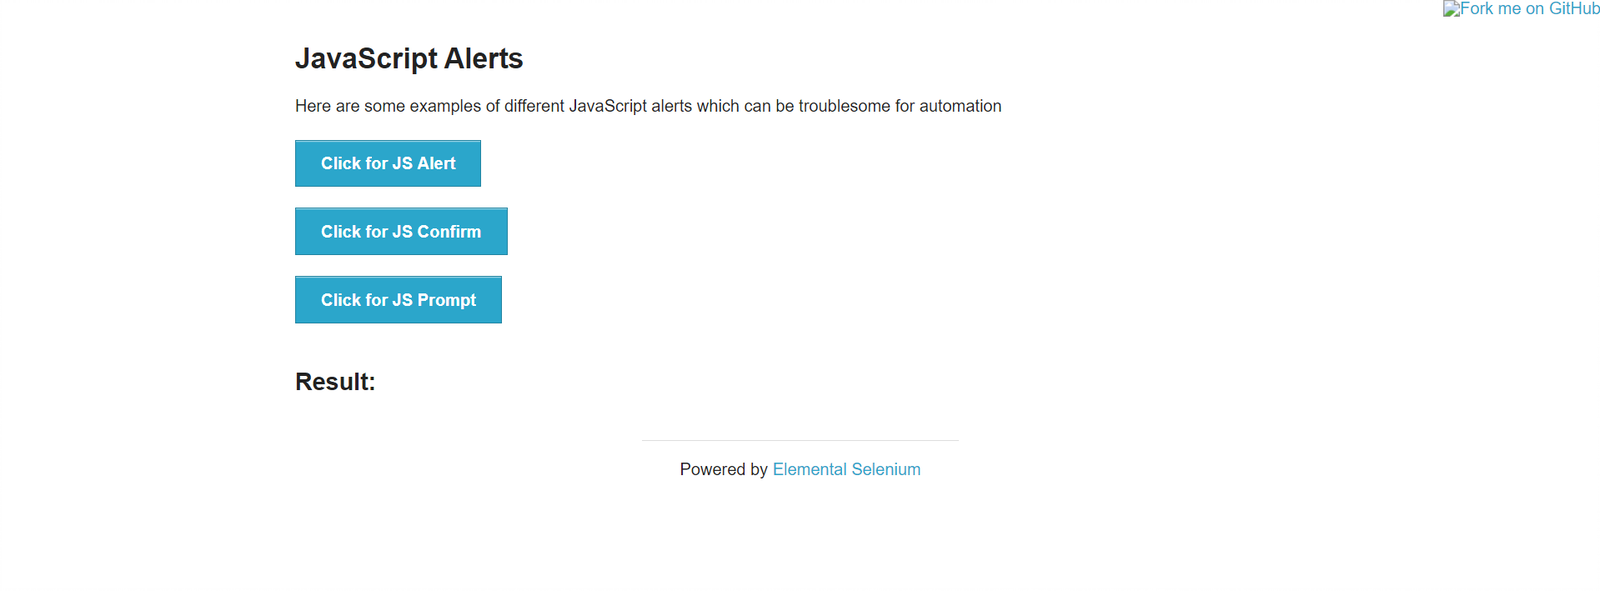 Fork me on GitHub
JavaScript Alerts
Here are some examples of different JavaScript alerts which can be troublesome for automation
Click for JS Alert
Click for JS Confirm
Click for JS Prompt
Result:
Powered by Elemental Selenium